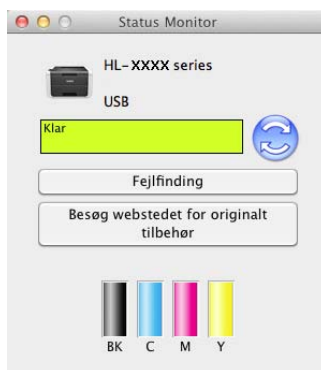 Status Monitor
HL-XXXX series
USB
Klar
Fejlfinding
Besøg webstedet for originalt
tilbehør
BK C M Y